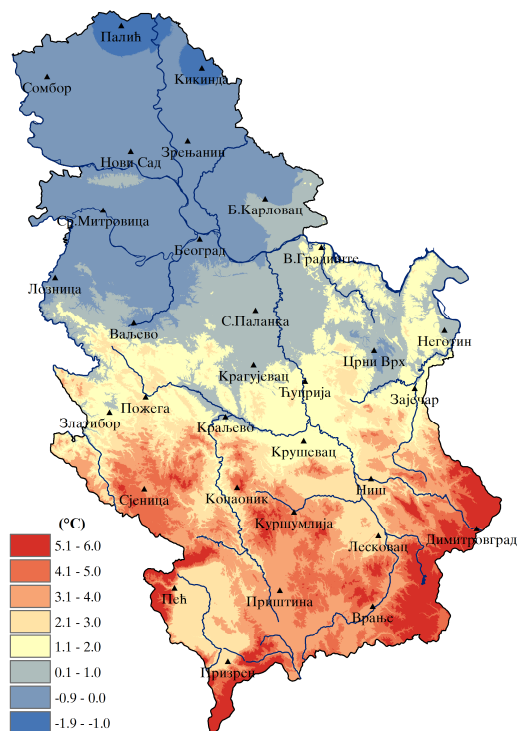 Палић
Сомбор
Кикинда
Зрењанин
Нови Сад
Б.Карловац
Ср.Митровица
Београд
В.Градиште
Лозница
С.Паланка
Ваљево
Неготин
Црни Врх
Крагујевац
Ћуприја
Зајечар
Пожега
Златибор
Краљево
Крушевац
Ниш
Сјеница
Копаоник
Куршумлија
(°C)
Димитровград
Лесковац
5.1 - 6.0
4.1 - 5.0
3.1 - 4.0
Пећ
Приштина
Врање
2.1 - 3.0
1.1 - 2.0
0.1 - 1.0
Призрен
-0.9 - 0.0
-1.9 - -1.0